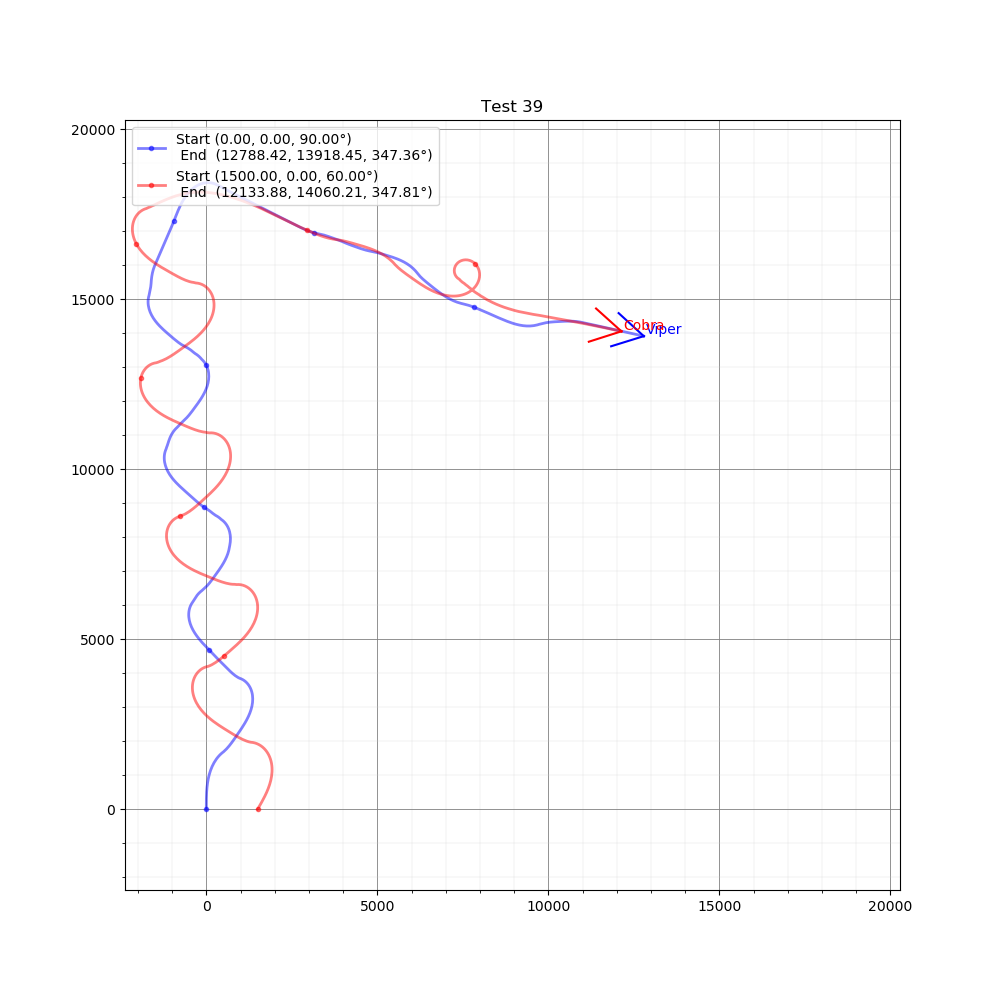 Test 39
Start (0.00, 0.00, 90.00°)
End (12788.42, 13918.45, 347.36°)
Start (1500.00, 0.00, 60.00°)
End (12133.88, 14060.21, 347.81°)
20000
15000
10000
5000
0
Cobra
Viper
0
5000
10000
15000
20000